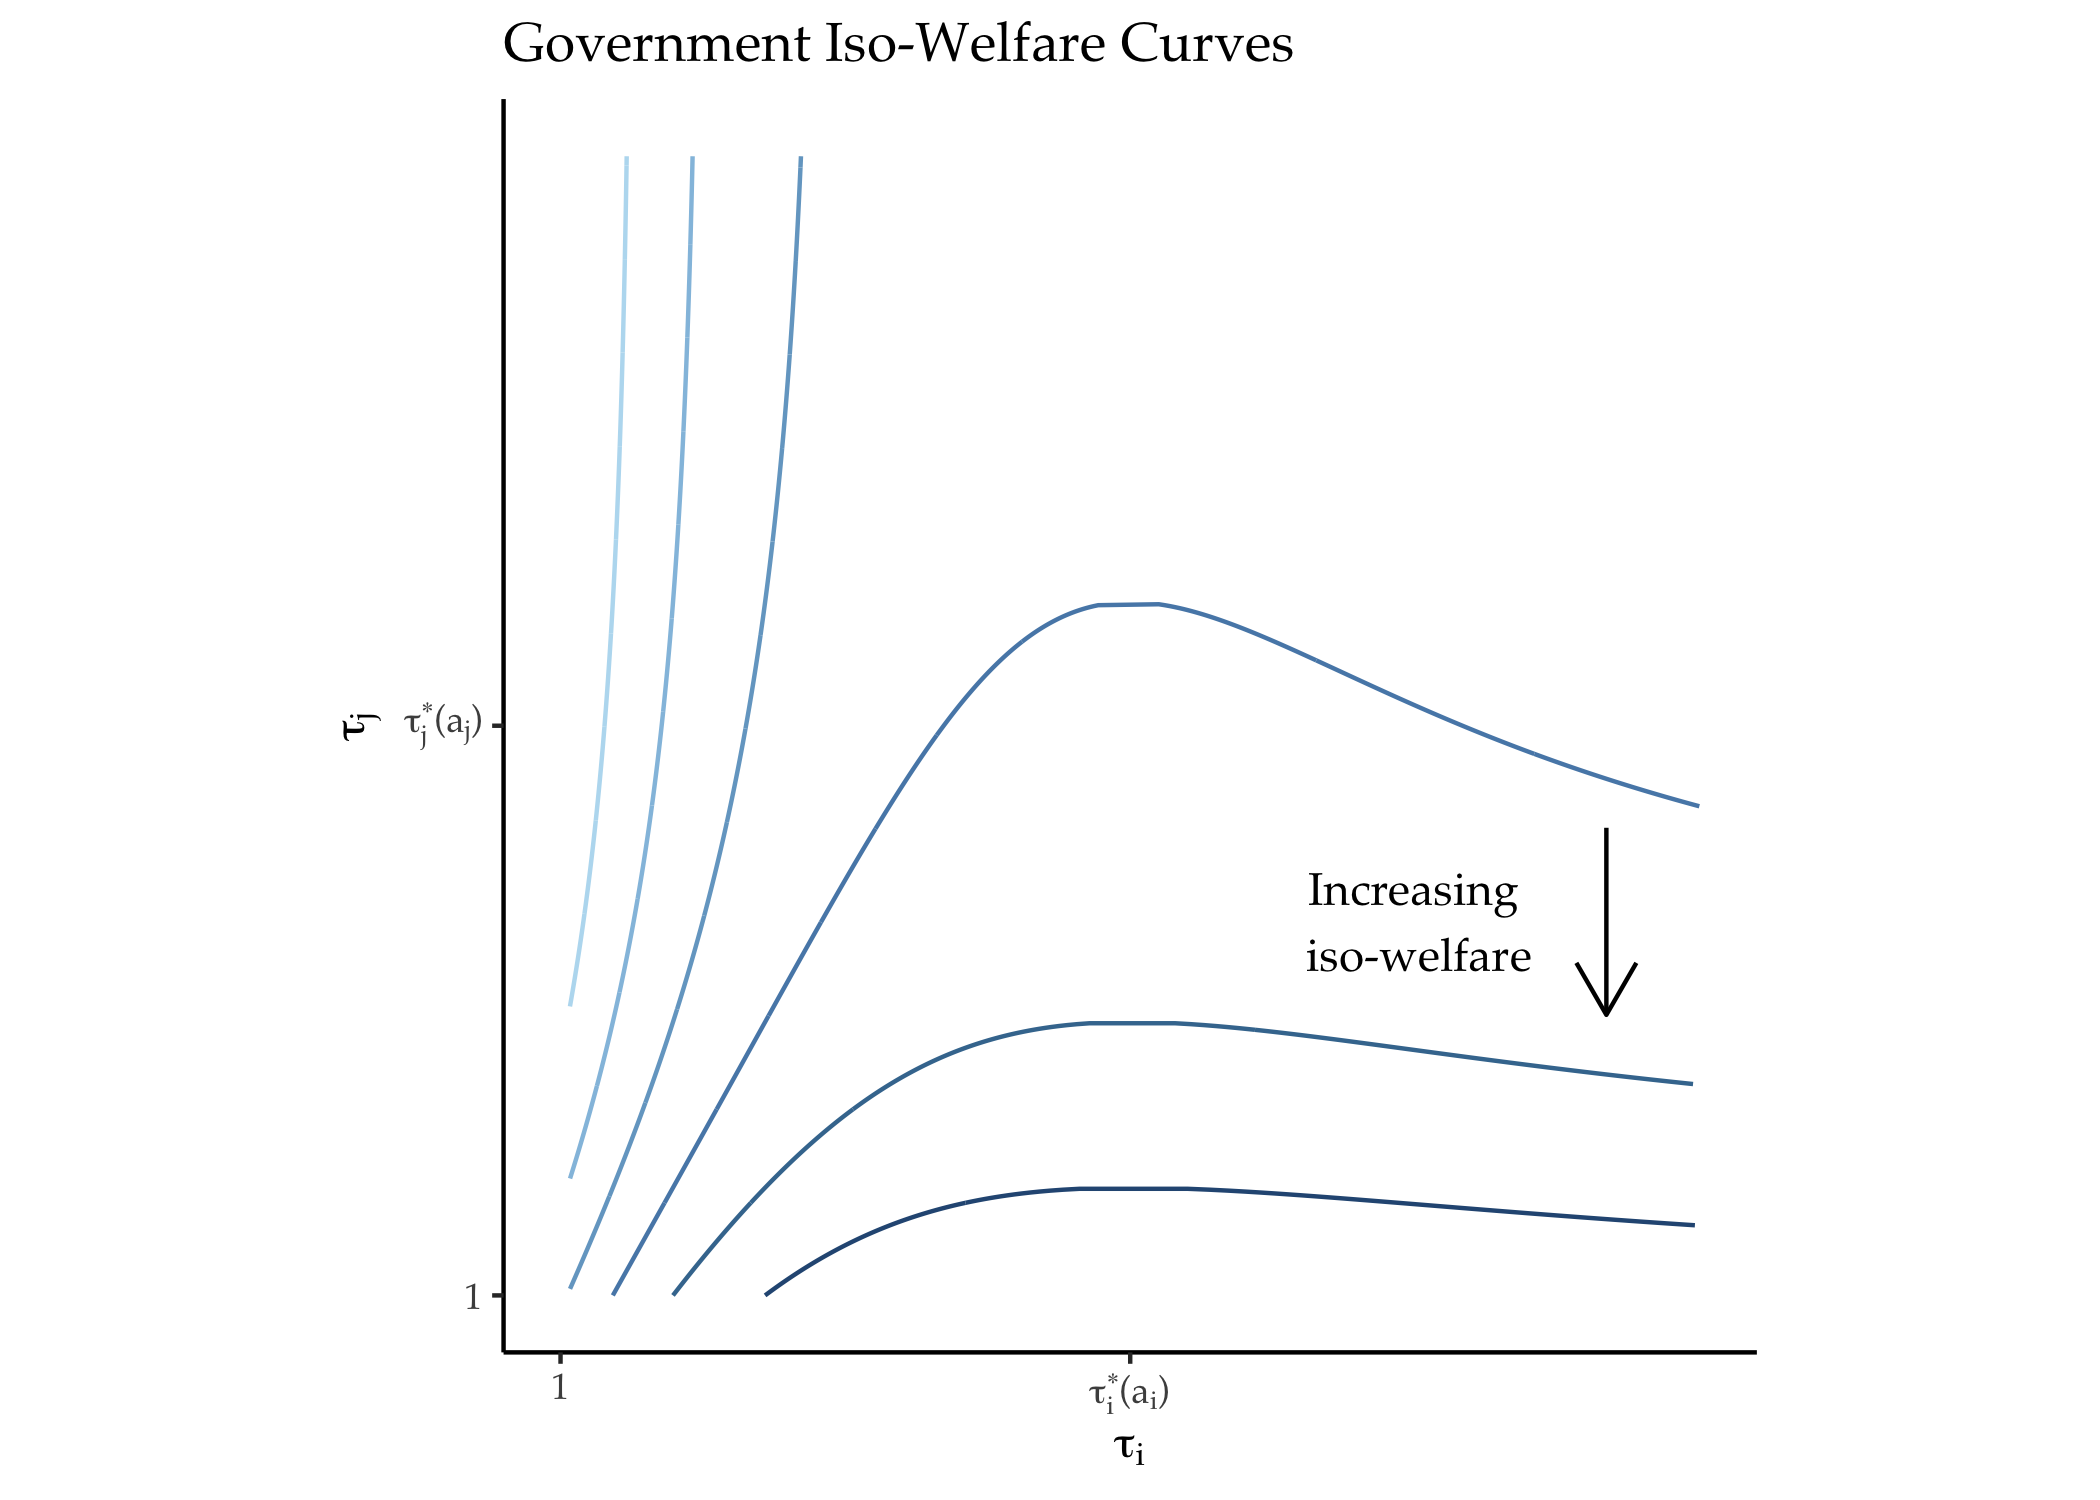 Government Iso-Welfare Curves
τj
τj*(aj)
Increasing
iso-welfare
1
1
τi*(ai)
τi